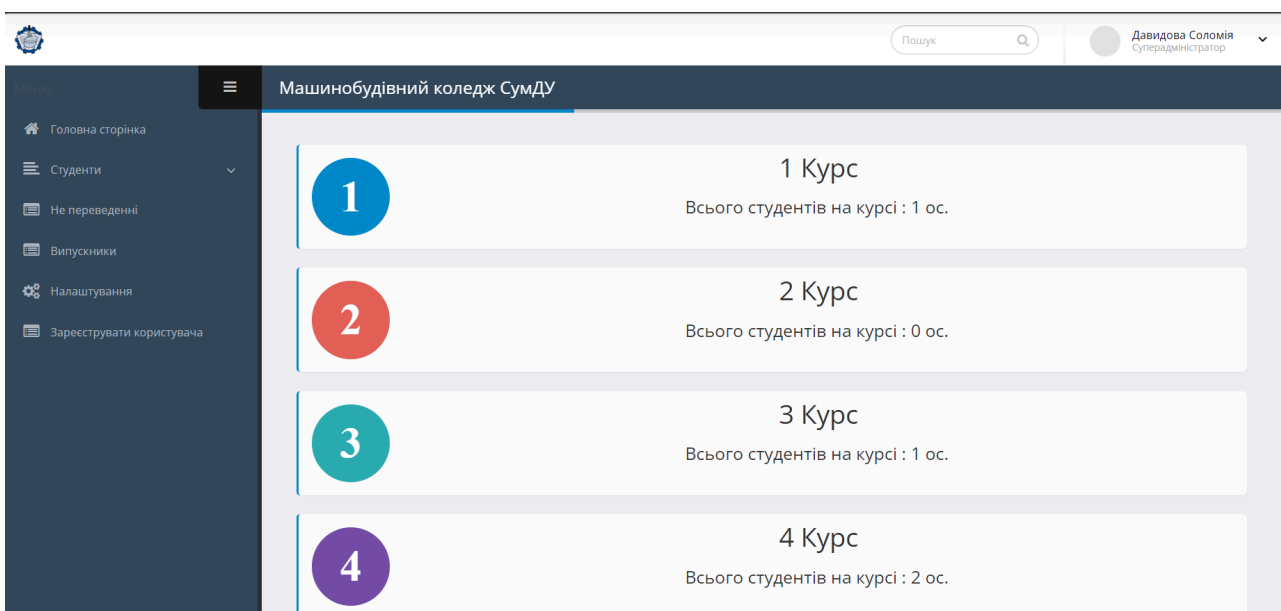 Пошук
Давидова Соломія
Суперадміністратор
Меню
Машинобудівний коледж СумДУ
Головна сторінка
Студенти
Не переведенні
Випускники
Налаштування
Зареєструвати користувача
1
1 Курс
Всього студентів на курсі : 1 ос.
2
2 Курс
Всього студентів на курсі : 0 ос.
3
3 Курс
Всього студентів на курсі : 1 ос.
4
4 Курс
Всього студентів на курсі : 2 ос.